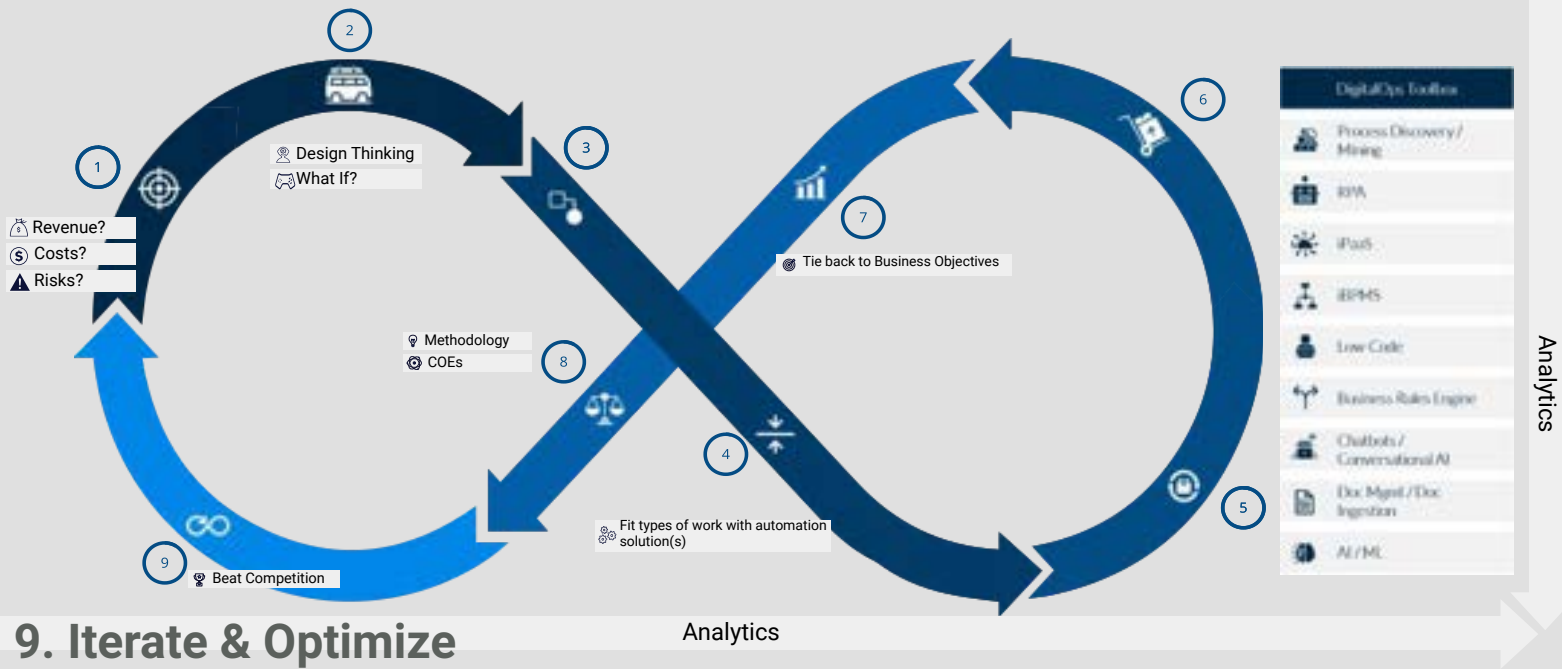 2
6
3
1
Design Thinking
What If?
Revenue?
Costs?
Risks?
7
Tie back to Business Objectives
Methodology
COEs
8
4
5
Fit types of work with automation
solution(s)
9
Beat Competition
DigitalOps Toolbox
Process Discovery /
Mining
RPA
iPaaS
iBPMS
Low Code
Business Rules Engine
Chatbots /
Conversational AI
Doc Mgmt / Doc
Ingestion
AI / ML
Analytics
9. Iterate & Optimize
Analytics